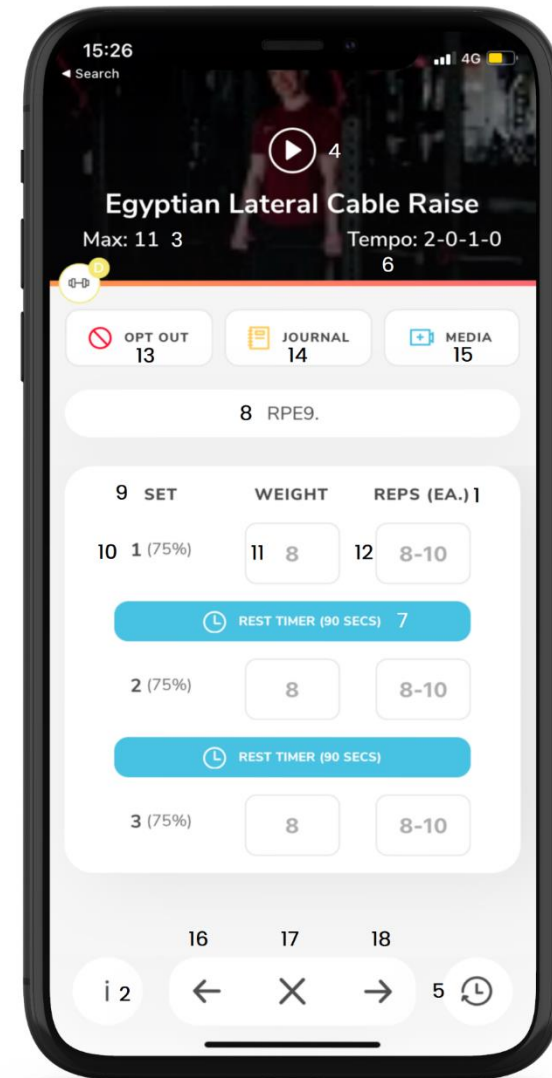 15:26
4G
◄ Search
4
Egyptian Lateral Cable Raise
Max: 11 3 Tempo: 2-0-1-0
6
D
OPT OUT JOURNAL MEDIA
13 14 15
8 RPE9.
9 SET WEIGHT REPS (EA.) 1
10 1 (75%) 11 8 12 8-10
REST TIMER (90 SECS) 7
2 (75%) 8 8-10
REST TIMER (90 SECS)
3 (75%) 8 8-10
16 17 18
i 2 ← × → 5